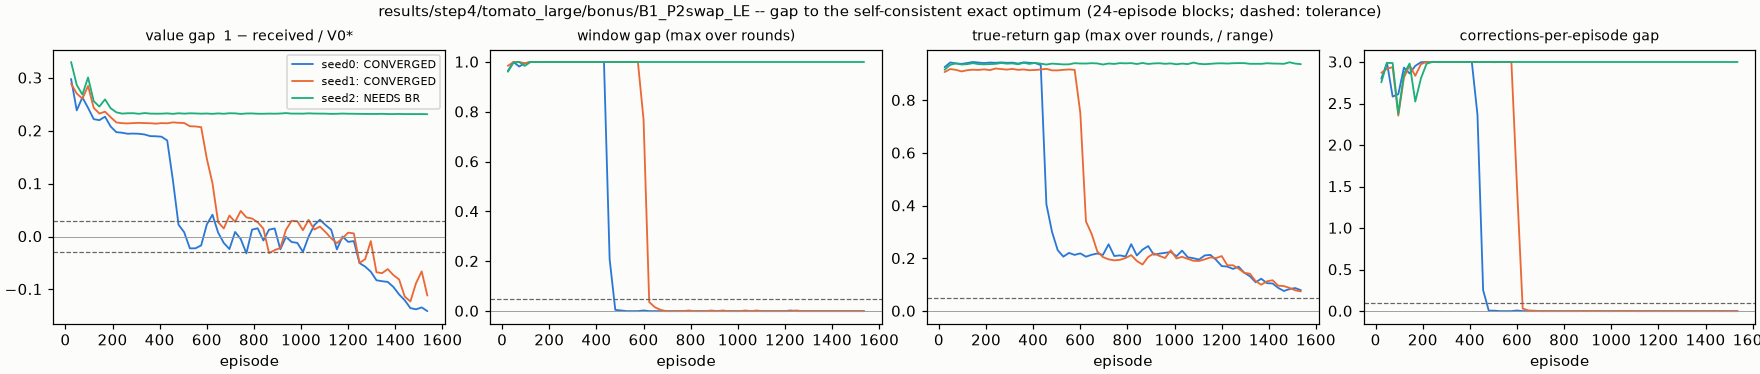 results/step4/tomato_large/bonus/B1_P2swap_LE -- gap to the self-consistent exact optimum (24-episode blocks; dashed: tolerance)
value gap 1 − received / V0*
0.3
0.2
0.1
0.0
−0.1
seed0: CONVERGED
seed1: CONVERGED
seed2: NEEDS BR
0 200 400 600 800 1000 1200 1400 1600
episode
window gap (max over rounds)
1.0
0.8
0.6
0.4
0.2
0.0
0 200 400 600 800 1000 1200 1400 1600
episode
true-return gap (max over rounds, / range)
0.8
0.6
0.4
0.2
0.0
0 200 400 600 800 1000 1200 1400 1600
episode
corrections-per-episode gap
3.0
2.5
2.0
1.5
1.0
0.5
0.0
0 200 400 600 800 1000 1200 1400 160
episode